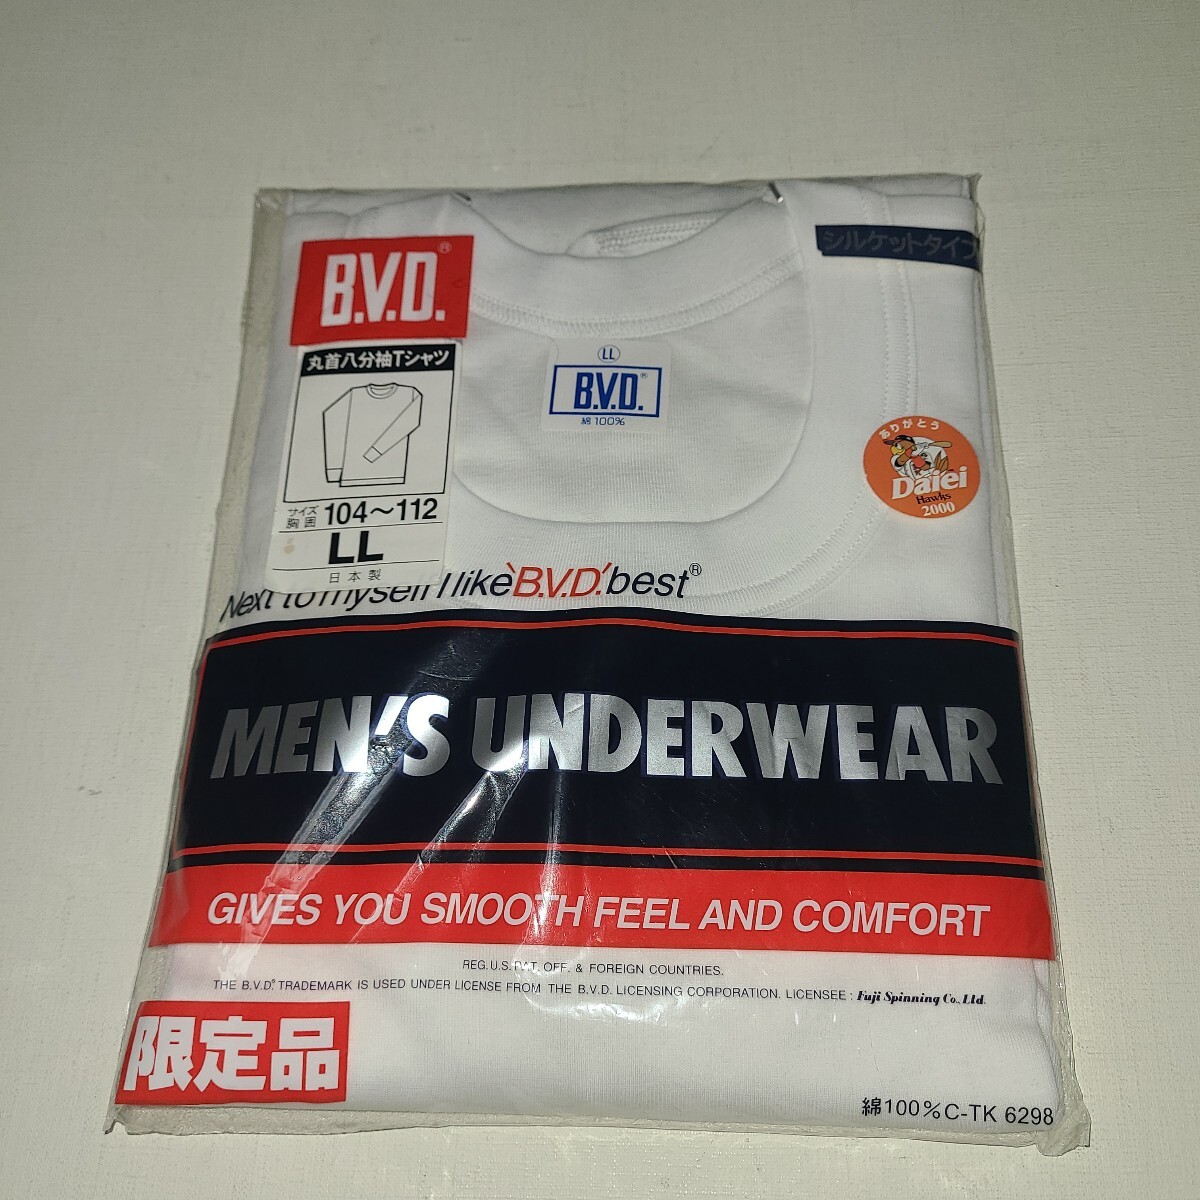 B.V.D.®
シルケットタイプ
丸首八分袖Tシャツ
LL
B.V.D.®
綿100%
ありがとう
Daiei
Hawks
2000
サイズ
胸囲 104〜112
LL
日本製
Next to myself I like 'B.V.D.' best®
MEN'S UNDERWEAR
GIVES YOU SMOOTH FEEL AND COMFORT
REG. U.S. PAT. OFF. & FOREIGN COUNTRIES.
THE B.V.D.® TRADEMARK IS USED UNDER LICENSE FROM THE B.V.D. LICENSING CORPORATION. LICENSEE : Fuji Spinning Co., Ltd.
限定品
綿100%C-TK 6298